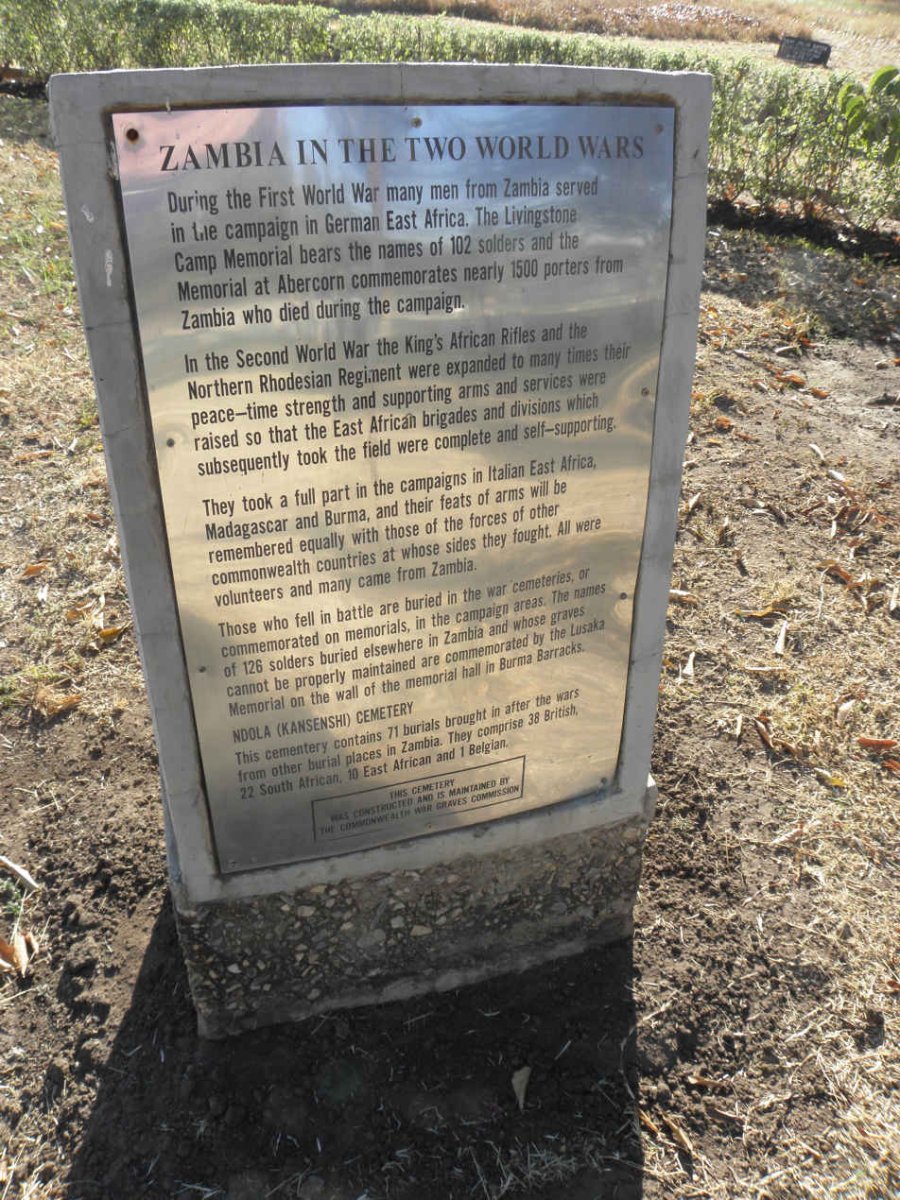 ZAMBIA IN THE TWO WORLD WARS
During the First World War many men from Zambia served
in the campaign in German East Africa. The Livingstone
Camp Memorial bears the names of 102 solders and the
Memorial at Abercorn commemorates nearly 1500 porters from
Zambia who died during the campaign.
In the Second World War the King's African Rifles and the
Northern Rhodesian Regiment were expanded to many times their
peace-time strength and supporting arms and services were
raised so that the East African brigades and divisions which
subsequently took the field were complete and self-supporting.
They took a full part in the campaigns in Italian East Africa,
Madagascar and Burma, and their feats of arms will be
remembered equally with those of the forces of other
commonwealth countries at whose sides they fought. All were
volunteers and many came from Zambia.
Those who fell in battle are buried in the war cemeteries, or
commemorated on memorials, in the campaign areas. The names
of 126 solders buried elsewhere in Zambia and whose graves
cannot be properly maintained are commemorated by the Lusaka
Memorial on the wall of the memorial hall in Burma Barracks.
NDOLA (KANSENSHI) CEMETERY
This cementery contains 71 burials brought in after the wars
from other burial places in Zambia. They comprise 38 British,
22 South African, 10 East African and 1 Belgian.
THIS CEMETERY
WAS CONSTRUCTED AND IS MAINTAINED BY
THE COMMONWEALTH WAR GRAVES COMMISSION